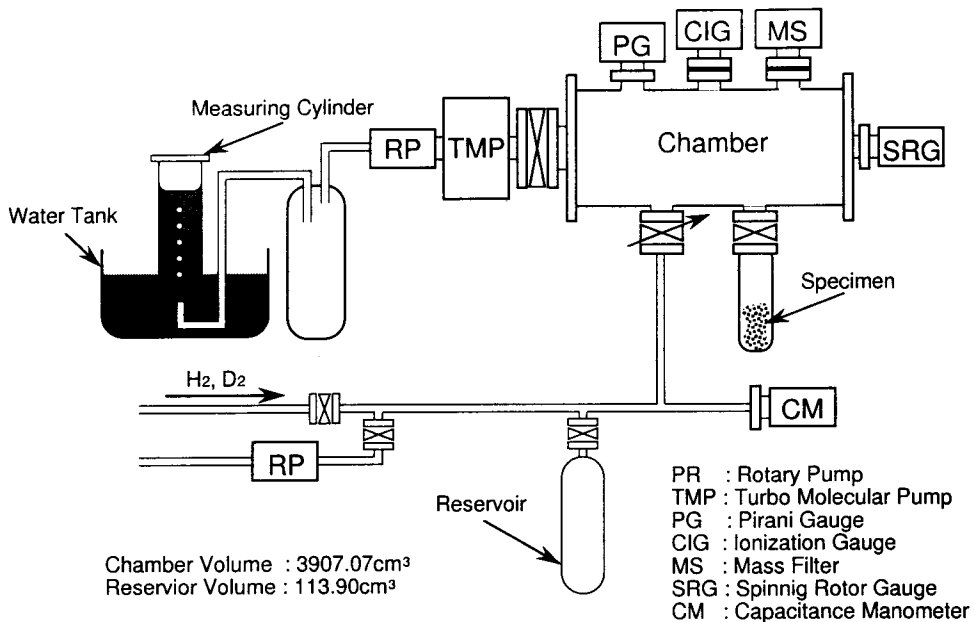 PG
CIG
MS
Measuring Cylinder
RP
TMP
Chamber
SRG
Water Tank
Specimen
H2, D2
CM
RP
Reservoir
Chamber Volume : 3907.07cm³
Reservior Volume : 113.90cm³
PR : Rotary Pump
TMP : Turbo Molecular Pump
PG : Pirani Gauge
CIG : Ionization Gauge
MS : Mass Filter
SRG : Spinnig Rotor Gauge
CM : Capacitance Manometer